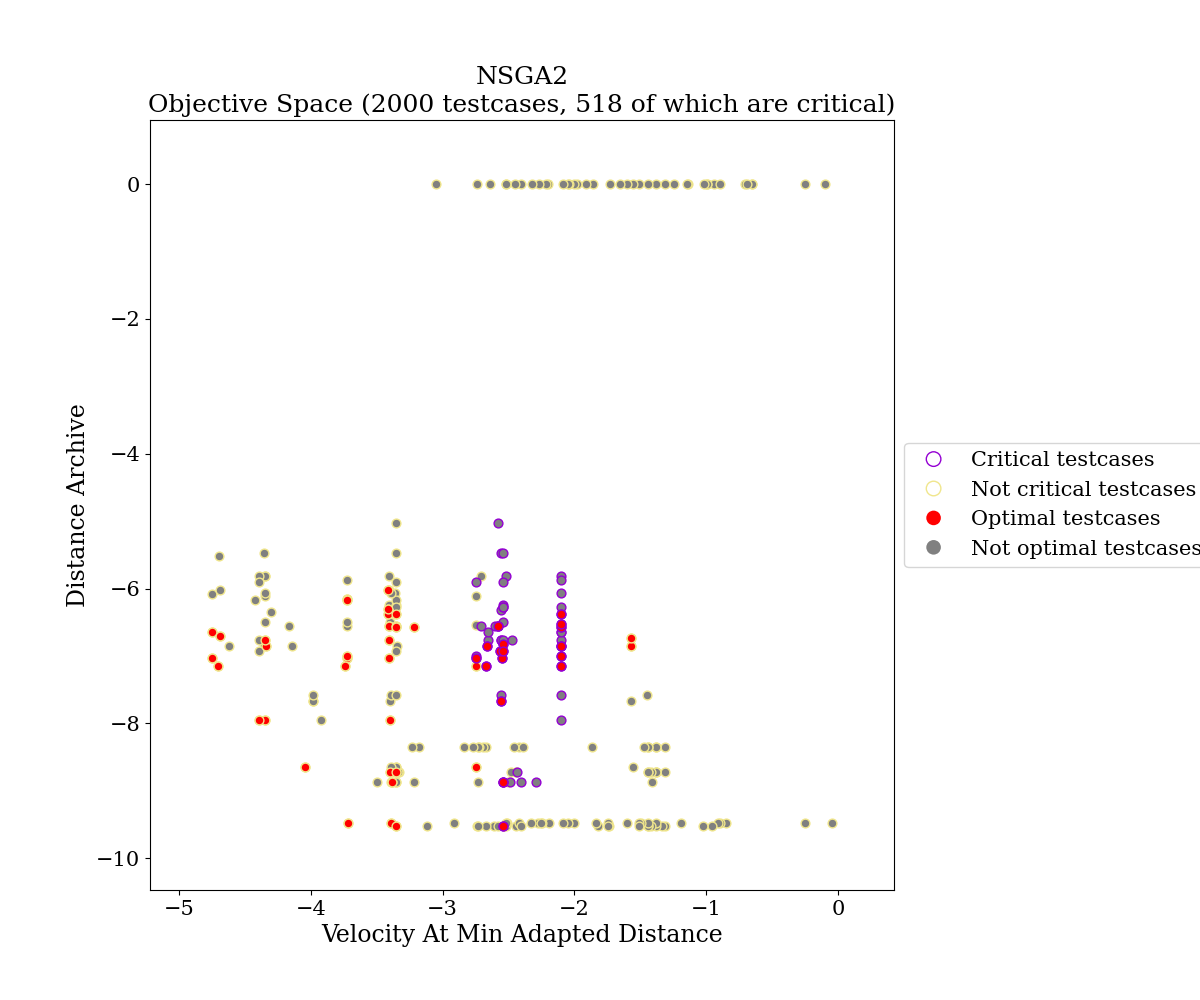 NSGA2
Objective Space (2000 testcases, 518 of which are critical)
0
−2
−4
−6
−8
−10
Distance Archive
−5
−4
−3
−2
−1
0
Velocity At Min Adapted Distance
Critical testcases
Not critical testcases
Optimal testcases
Not optimal testcases